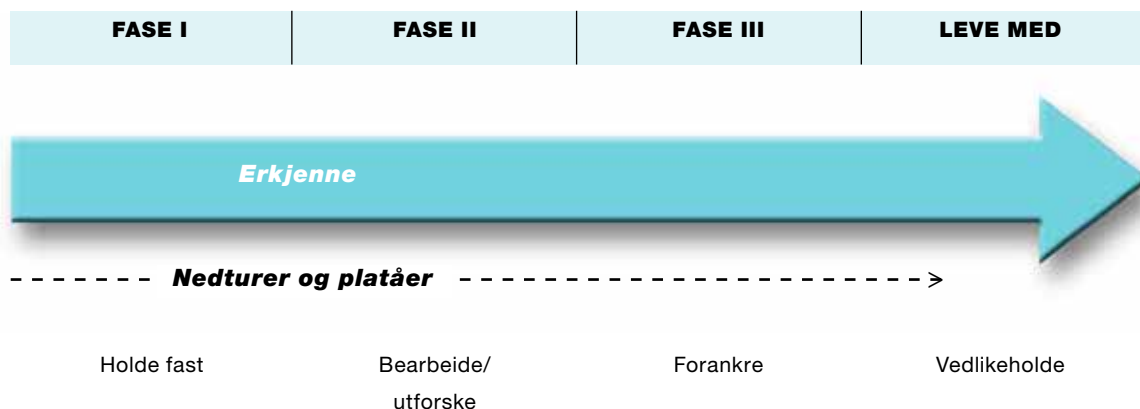 FASE I FASE II FASE III LEVE MED
Erkjenne
Nedturer og platåer
Holde fast Bearbeide/ Forankre Vedlikeholde
utforske